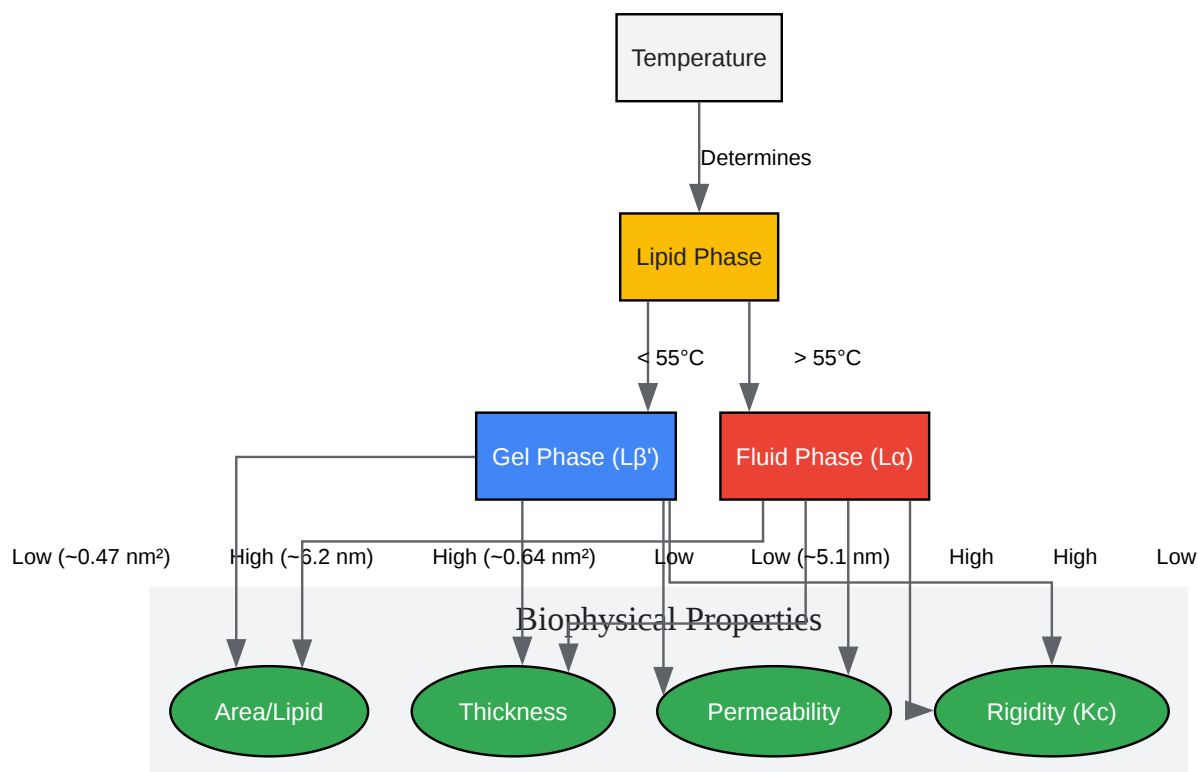 Temperature
Determines
Lipid Phase
< 55°C
> 55°C
Gel Phase (Lβ')
Fluid Phase (Lα)
Low (~0.47 nm²)
High (~6.2 nm)
High (~0.64 nm²)
Low
Low (~5.1 nm)
High
High
Low
Biophysical Properties
Area/Lipid
Thickness
Permeability
Rigidity (Kc)